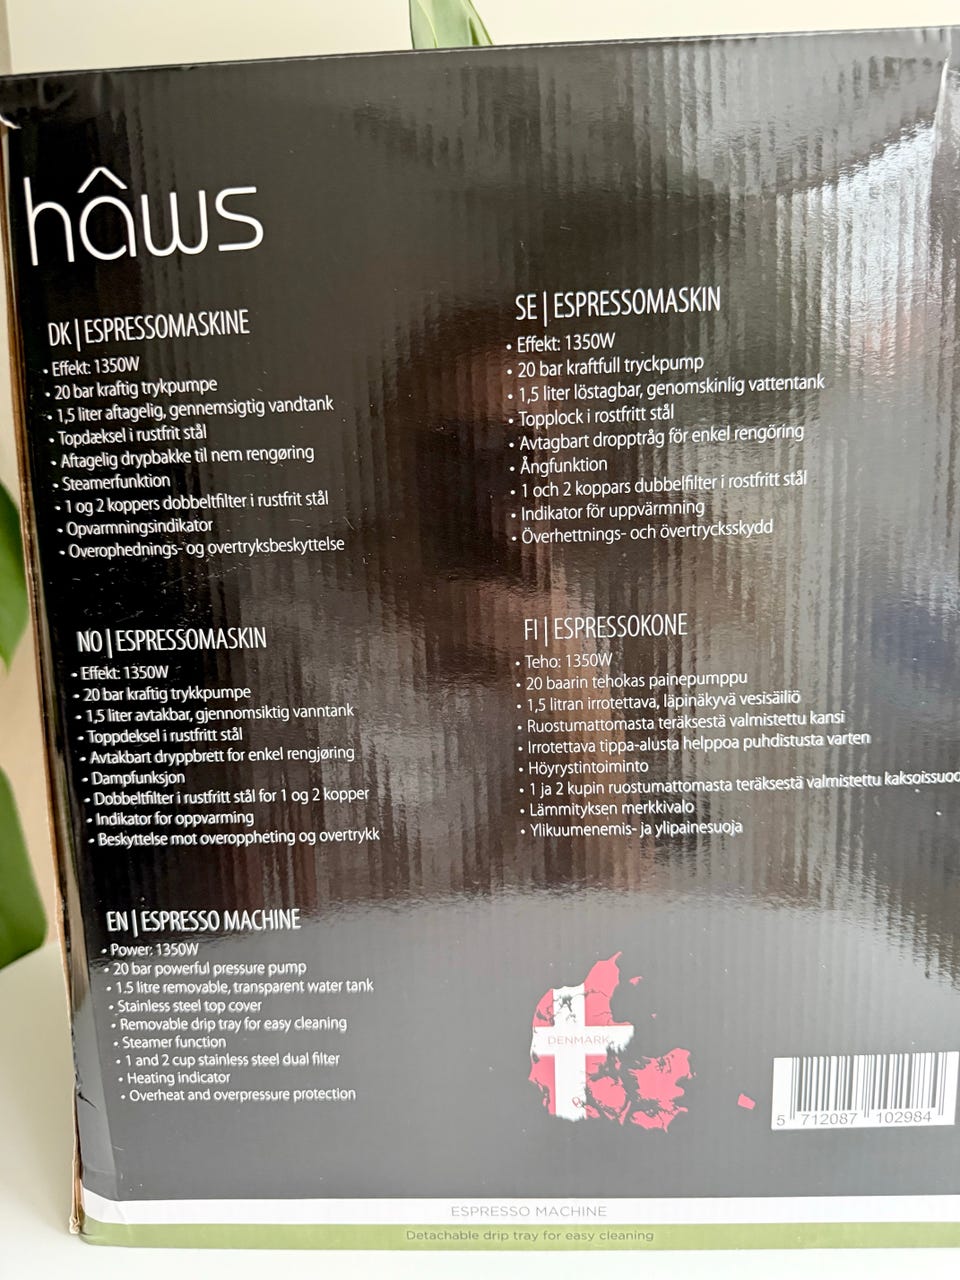 hâws
DK | ESPRESSOMASKINE
• Effekt: 1350W
• 20 bar kraftig trykpumpe
• 1,5 liter aftagelig, gennemsigtig vandtank
• Topdæksel i rustfrit stål
• Aftagelig drypbakke til nem rengøring
• Steamerfunktion
• 1 og 2 koppers dobbeltfilter i rustfrit stål
• Opvarmningsindikator
• Overophednings- og overtryksbeskyttelse
SE | ESPRESSOMASKIN
• Effekt: 1350W
• 20 bar kraftfull tryckpump
• 1,5 liter löstagbar, genomskinlig vattentank
• Topplock i rostfritt stål
• Avtagbart dropptråg för enkel rengöring
• Ångfunktion
• 1 och 2 koppars dubbelfilter i rostfritt stål
• Indikator för uppvärmning
• Överhettnings- och övertrycksskydd
NO | ESPRESSOMASKIN
• Effekt: 1350W
• 20 bar kraftig trykkpumpe
• 1,5 liter avtakbar, gjennomsiktig vanntank
• Toppdeksel i rustfritt stål
• Avtakbart dryppbrett for enkel rengjøring
• Dampfunksjon
• Dobbeltfilter i rustfritt stål for 1 og 2 kopper
• Indikator for oppvarming
• Beskyttelse mot overoppheting og overtrykk
FI | ESPRESSOKONE
• Teho: 1350W
• 20 baarin tehokas painepumppu
• 1,5 litran irrotettava, läpinäkyvä vesisäiliö
• Ruostumattomasta teräksestä valmistettu kansi
• Irrotettava tippa-alusta helppoa puhdistusta varten
• Höyrystintoiminto
• 1 ja 2 kupin ruostumattomasta teräksestä valmistettu
• Lämmityksen merkkivalo
• Ylikuumenemis- ja ylipainesuoja
EN | ESPRESSO MACHINE
• Power: 1350W
• 20 bar powerful pressure pump
• 1.5 litre removable, transparent water tank
• Stainless steel top cover
• Removable drip tray for easy cleaning
• Steamer function
• 1 and 2 cup stainless steel dual filter
• Heating indicator
• Overheat and overpressure protection
DENMARK
5 712087 102984
ESPRESSO MACHINE
Detachable drip tray for easy cleaning